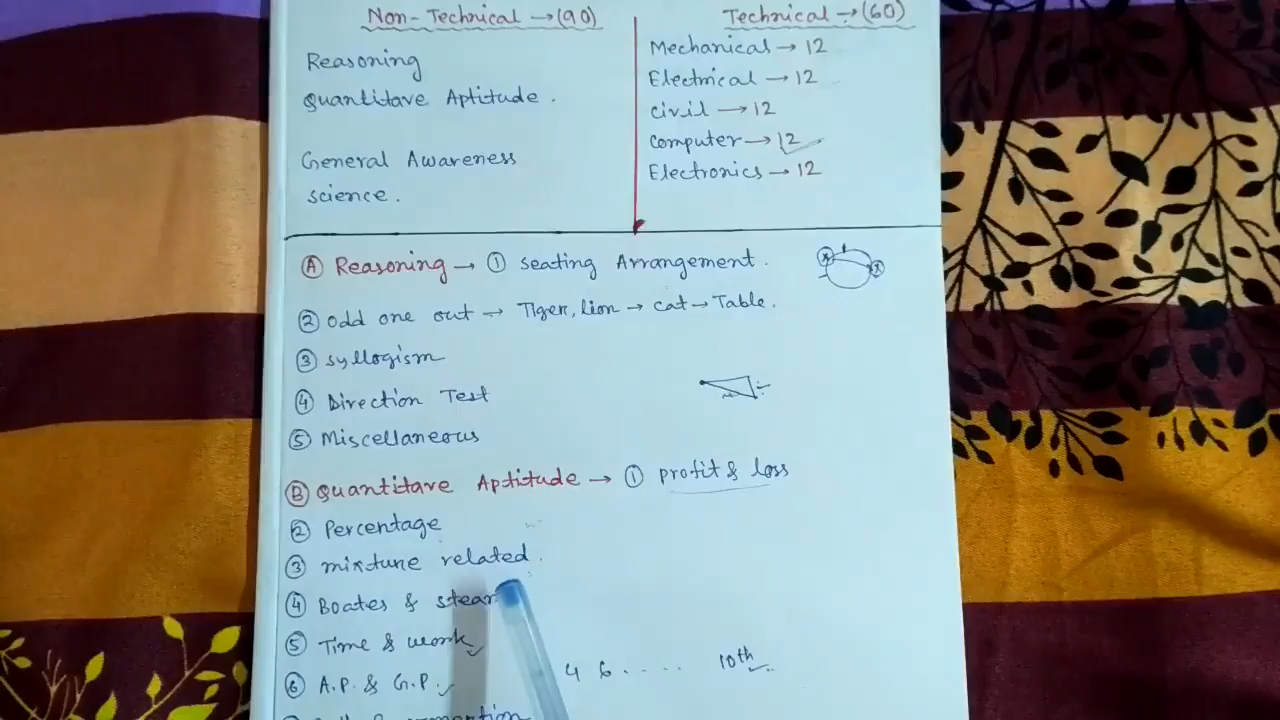 Non-Technical → (90)
Reasoning
Quantitave Aptitude.
General Awareness
science.
Technical → (60)
Mechanical → 12
Electrical → 12
civil → 12
Computer → 12
Electronics → 12
(A) Reasoning → (1) seating Arrangement.
(2) Odd one out → Tiger, lion → cat → Table.
(3) syllogism
(4) Direction Test
(5) Miscellaneous
(B) Quantitave Aptitude → (1) profit & loss
(2) Percentage
(3) mixture related.
(4) Boates &
(5) Time & work
(6) A.P. & G.P. 4 6 . . . . 10th